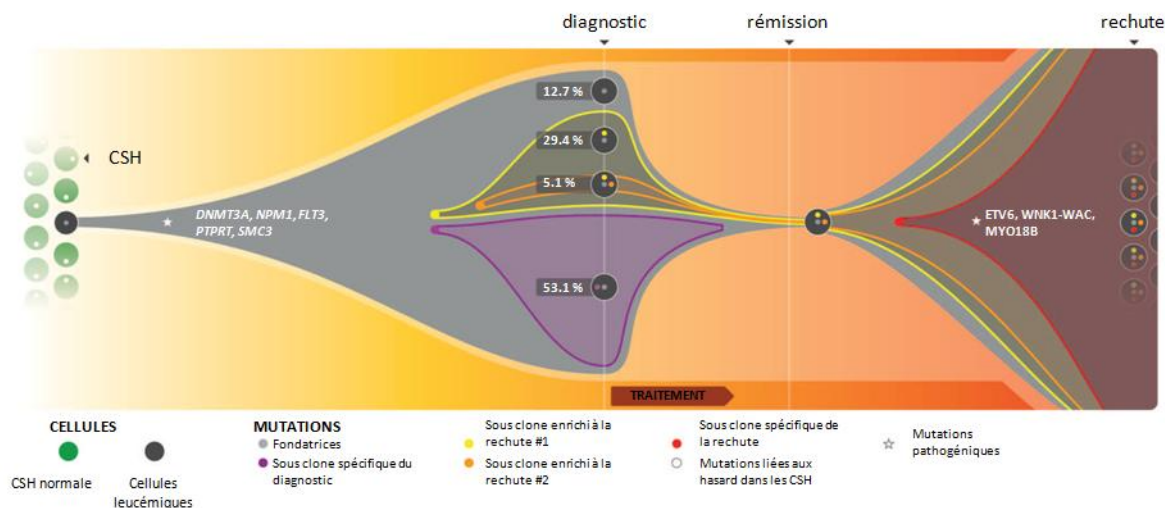 diagnostic
rémission
rechute
12.7 %
29.4 %
CSH
5.1 %
DNMT3A, NPM1, FLT3,
PTPRT, SMC3
ETV6, WNK1-WAC,
MYO18B
53.1 %
TRAITEMENT
CELLULES
CSH normale
Cellules
leucémiques
MUTATIONS
Fondatrices
Sous clone spécifique du
diagnostic
Sous clone enrichi à la
rechute #1
Sous clone enrichi à la
rechute #2
Sous clone spécifique de
la rechute
Mutations liées aux
hasard dans les CSH
Mutations
pathogéniques